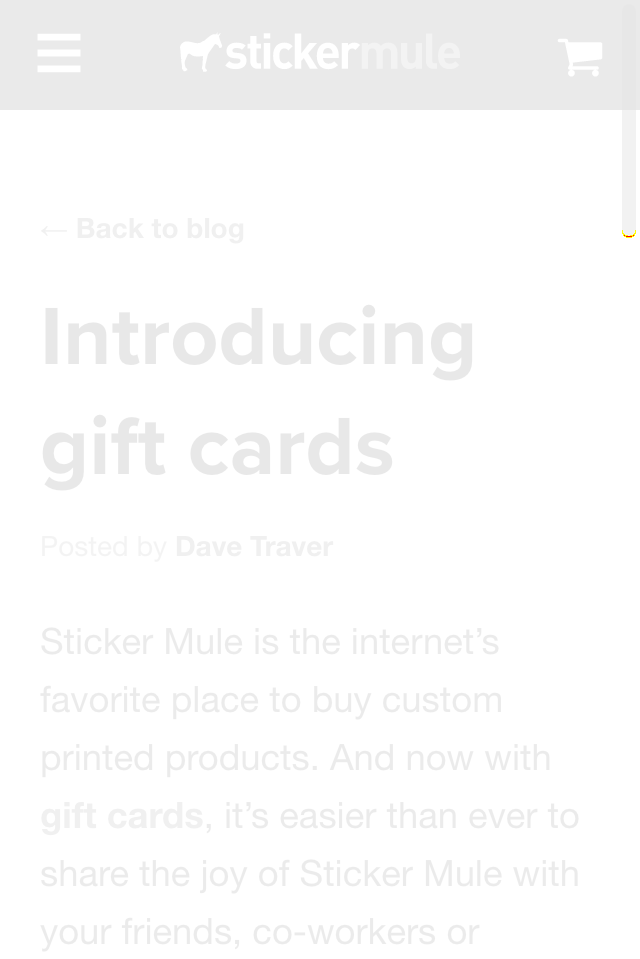 stickermule
← Back to blog
Introducing
gift cards
Posted by Dave Traver
Sticker Mule is the internet’s
favorite place to buy custom
printed products. And now with
gift cards, it’s easier than ever to
share the joy of Sticker Mule with
your friends, co-workers or